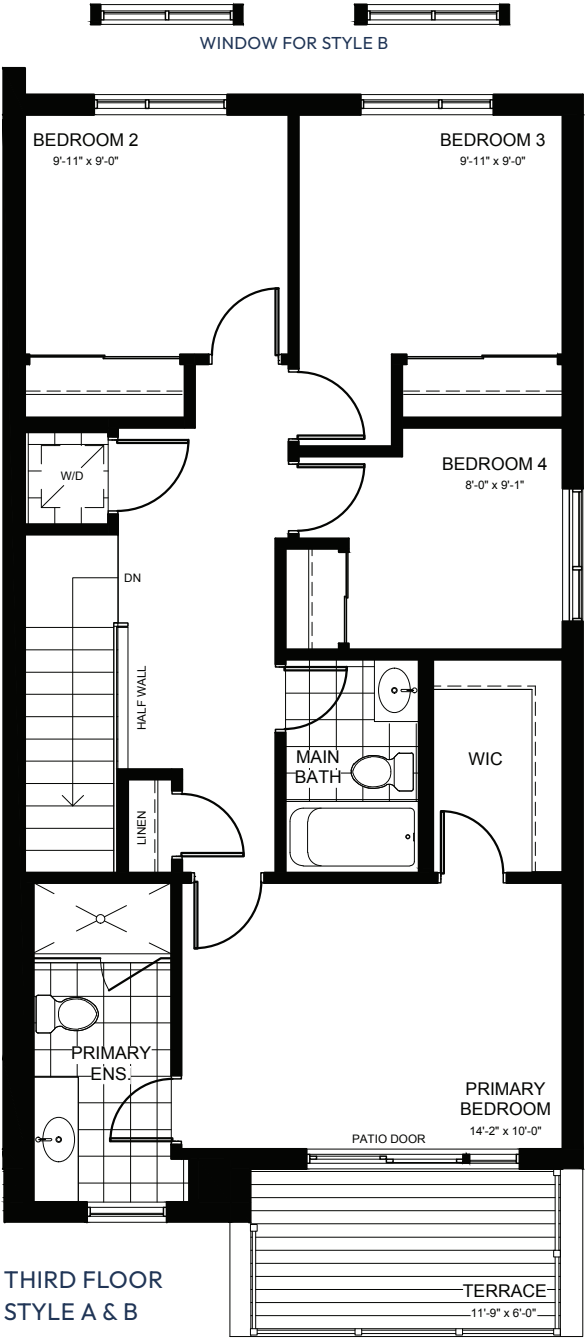 WINDOW FOR STYLE B
BEDROOM 2
9'-11" x 9'-0"
BEDROOM 3
9'-11" x 9'-0"
W/D
BEDROOM 4
8'-0" x 9'-1"
DN
HALF WALL
MAIN
BATH
WIC
LINEN
PRIMARY
ENS.
PRIMARY
BEDROOM
14'-2" x 10'-0"
PATIO DOOR
THIRD FLOOR
STYLE A & B
TERRACE
11'-9" x 6'-0"